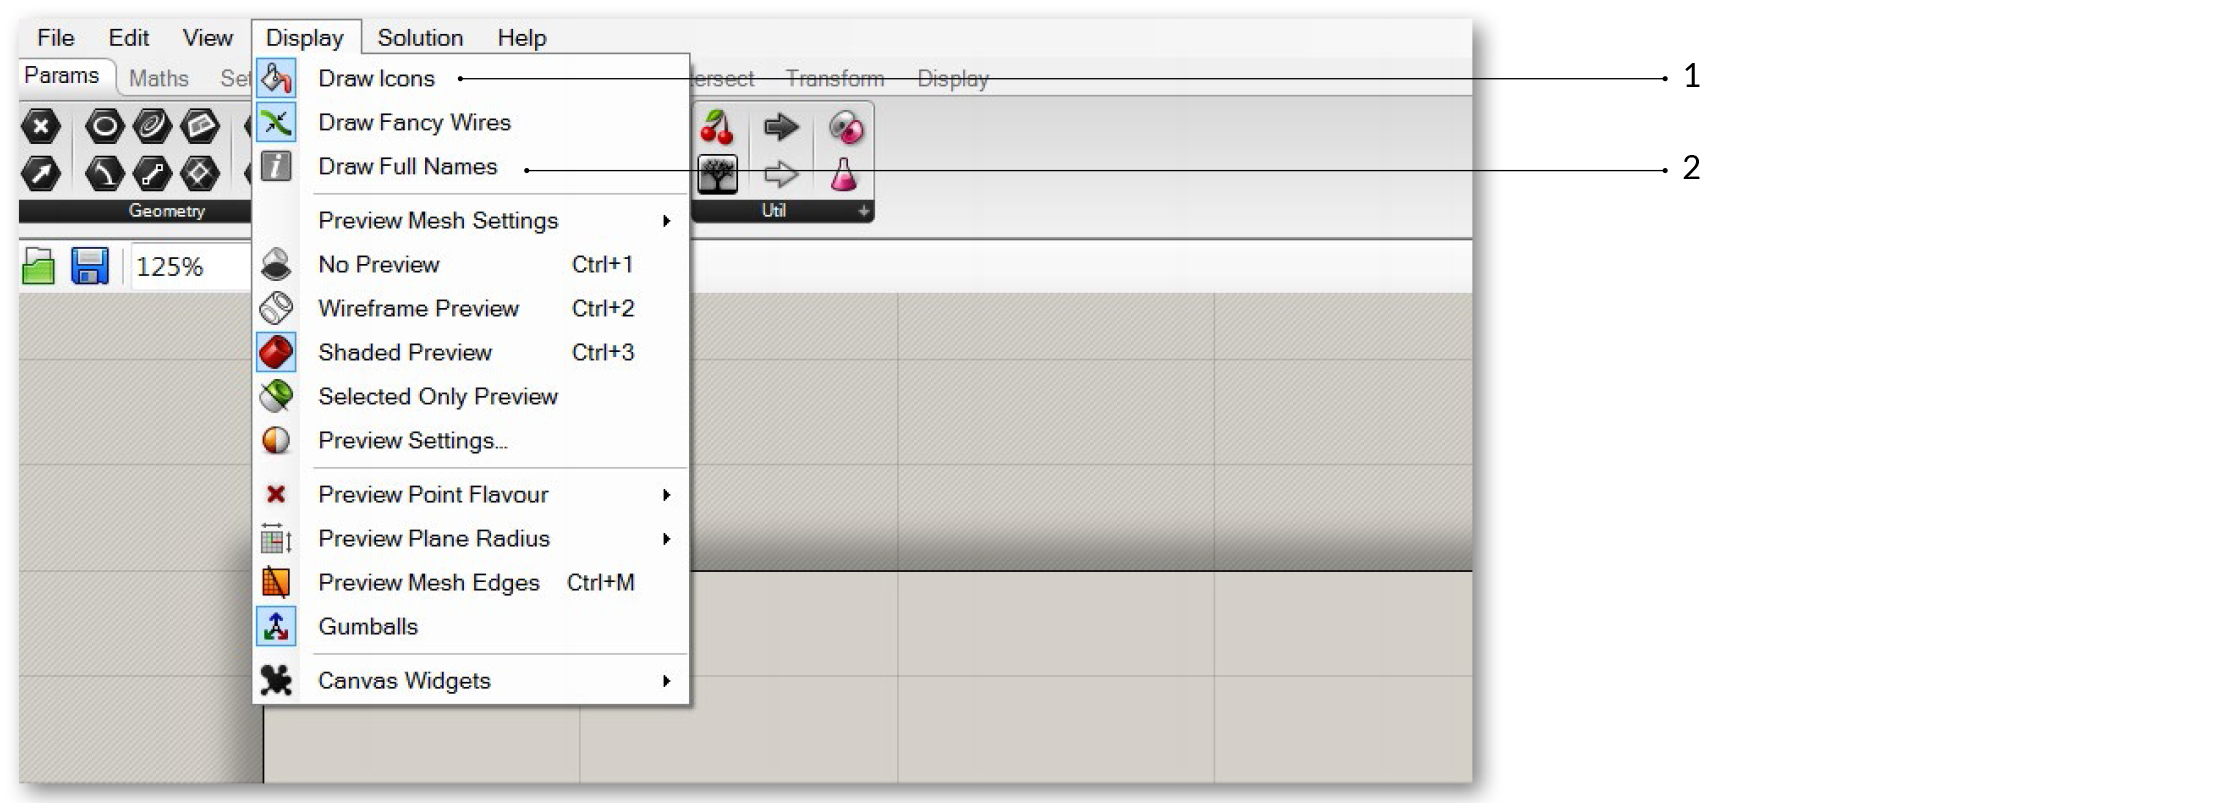 File Edit View Display Solution Help
Params Maths Set ersect Transform Display
Draw Icons 1
Draw Fancy Wires
Draw Full Names 2
Geometry Util
Preview Mesh Settings
125%
No Preview Ctrl+1
Wireframe Preview Ctrl+2
Shaded Preview Ctrl+3
Selected Only Preview
Preview Settings...
Preview Point Flavour
Preview Plane Radius
Preview Mesh Edges Ctrl+M
Gumballs
Canvas Widgets